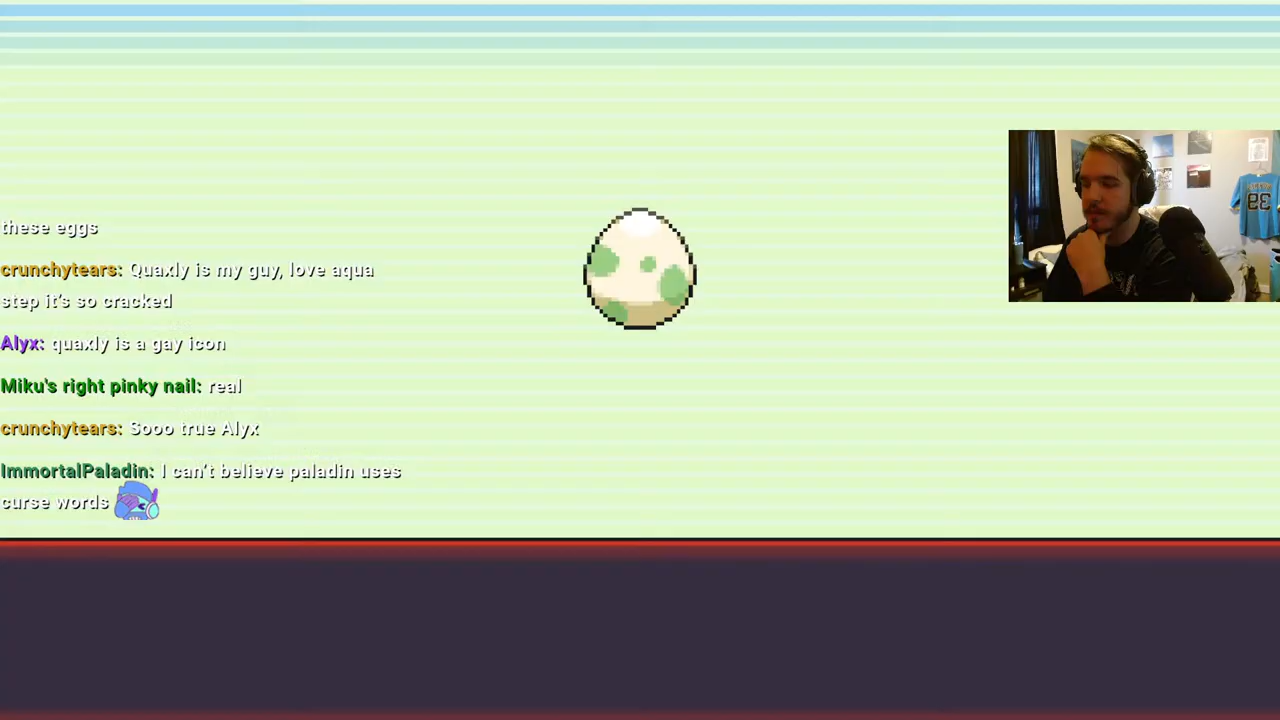 these eggs
crunchytears: Quaxly is my guy, love aqua
step it's so cracked
Alyx: quaxly is a gay icon
Miku's right pinky nail: real
crunchytears: Sooo true Alyx
ImmortalPaladin: I can't believe paladin uses
curse words